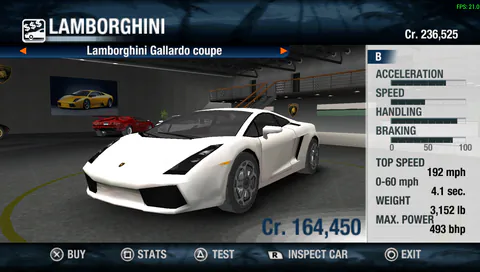 FPS: 21.0
$$$
LAMBORGHINI
Cr. 236,525
Lamborghini Gallardo coupe
B
ACCELERATION
SPEED
HANDLING
BRAKING
0 50 100
TOP SPEED
192 mph
0-60 mph
4.1 sec.
WEIGHT
3,152 lb
MAX. POWER
493 bhp
Cr. 164,450
BUY
STATS
TEST
R INSPECT CAR
EXIT